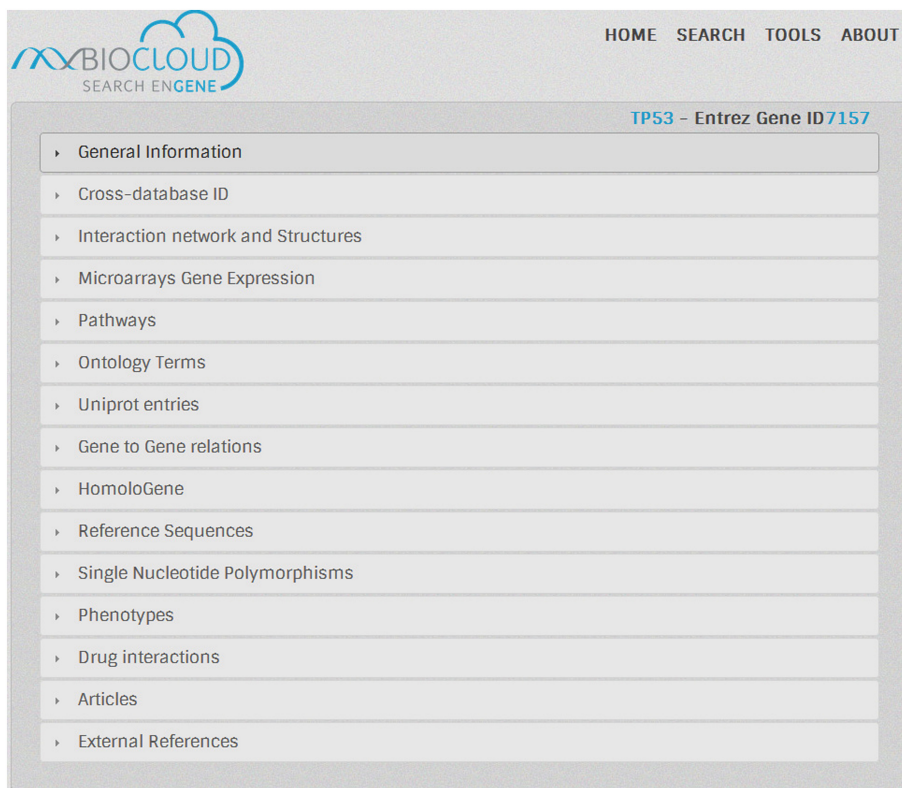 BIOCLOUD
SEARCH ENGENE
HOME SEARCH TOOLS ABOUT
TP53 - Entrez Gene ID7157
General Information
Cross-database ID
Interaction network and Structures
Microarrays Gene Expression
Pathways
Ontology Terms
Uniprot entries
Gene to Gene relations
HomoloGene
Reference Sequences
Single Nucleotide Polymorphisms
Phenotypes
Drug interactions
Articles
External References